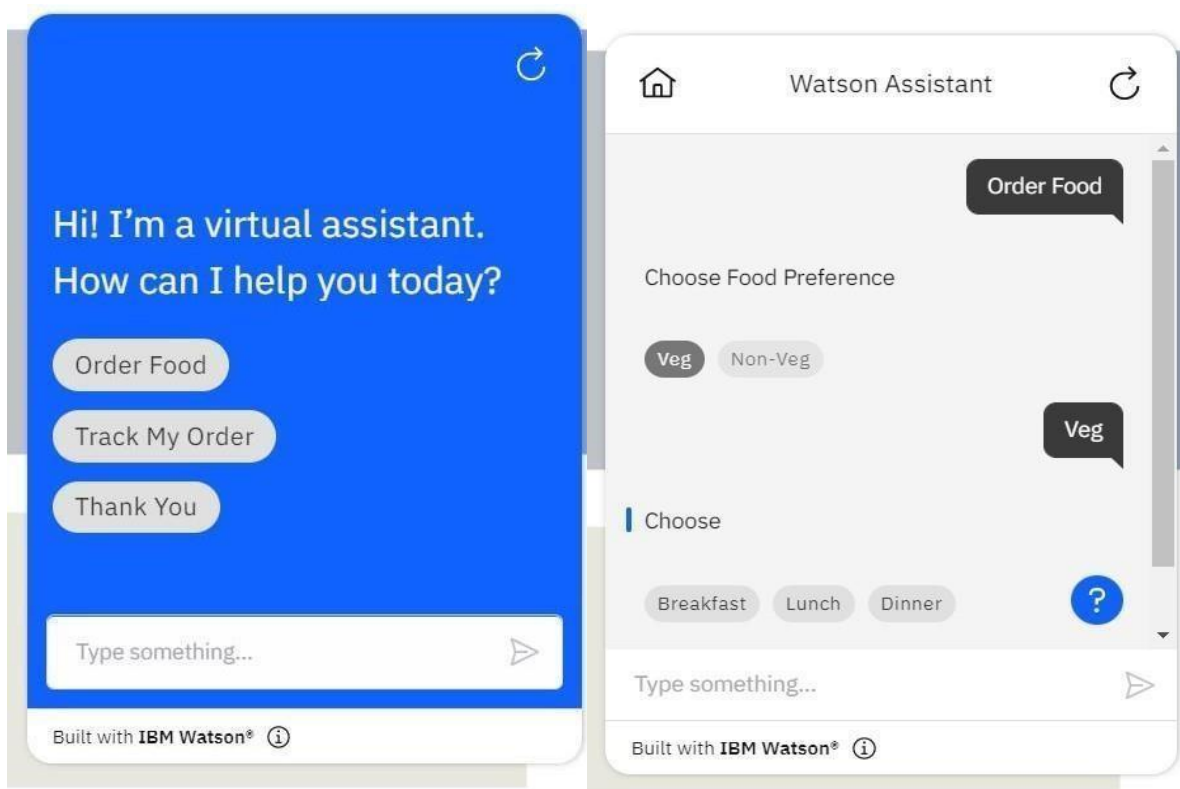 Hi! I’m a virtual assistant.
How can I help you today?
Order Food
Track My Order
Thank You
Type something...
Built with IBM Watson®
Watson Assistant
Order Food
Choose Food Preference
Veg Non-Veg
Veg
Choose
Breakfast Lunch Dinner
?
Type something...
Built with IBM Watson®